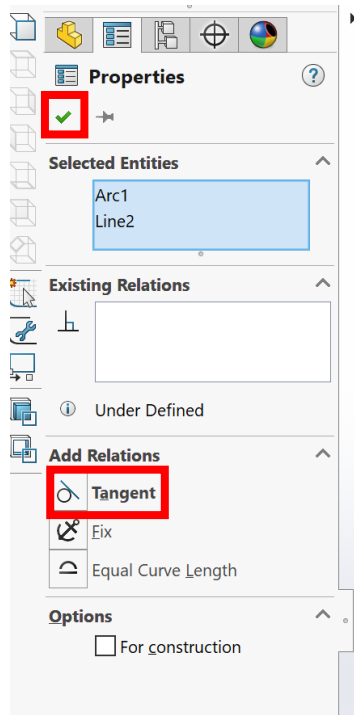 Properties
?
Selected Entities
Arc1
Line2
Existing Relations
Under Defined
Add Relations
Tangent
Fix
Equal Curve Length
Options
For construction